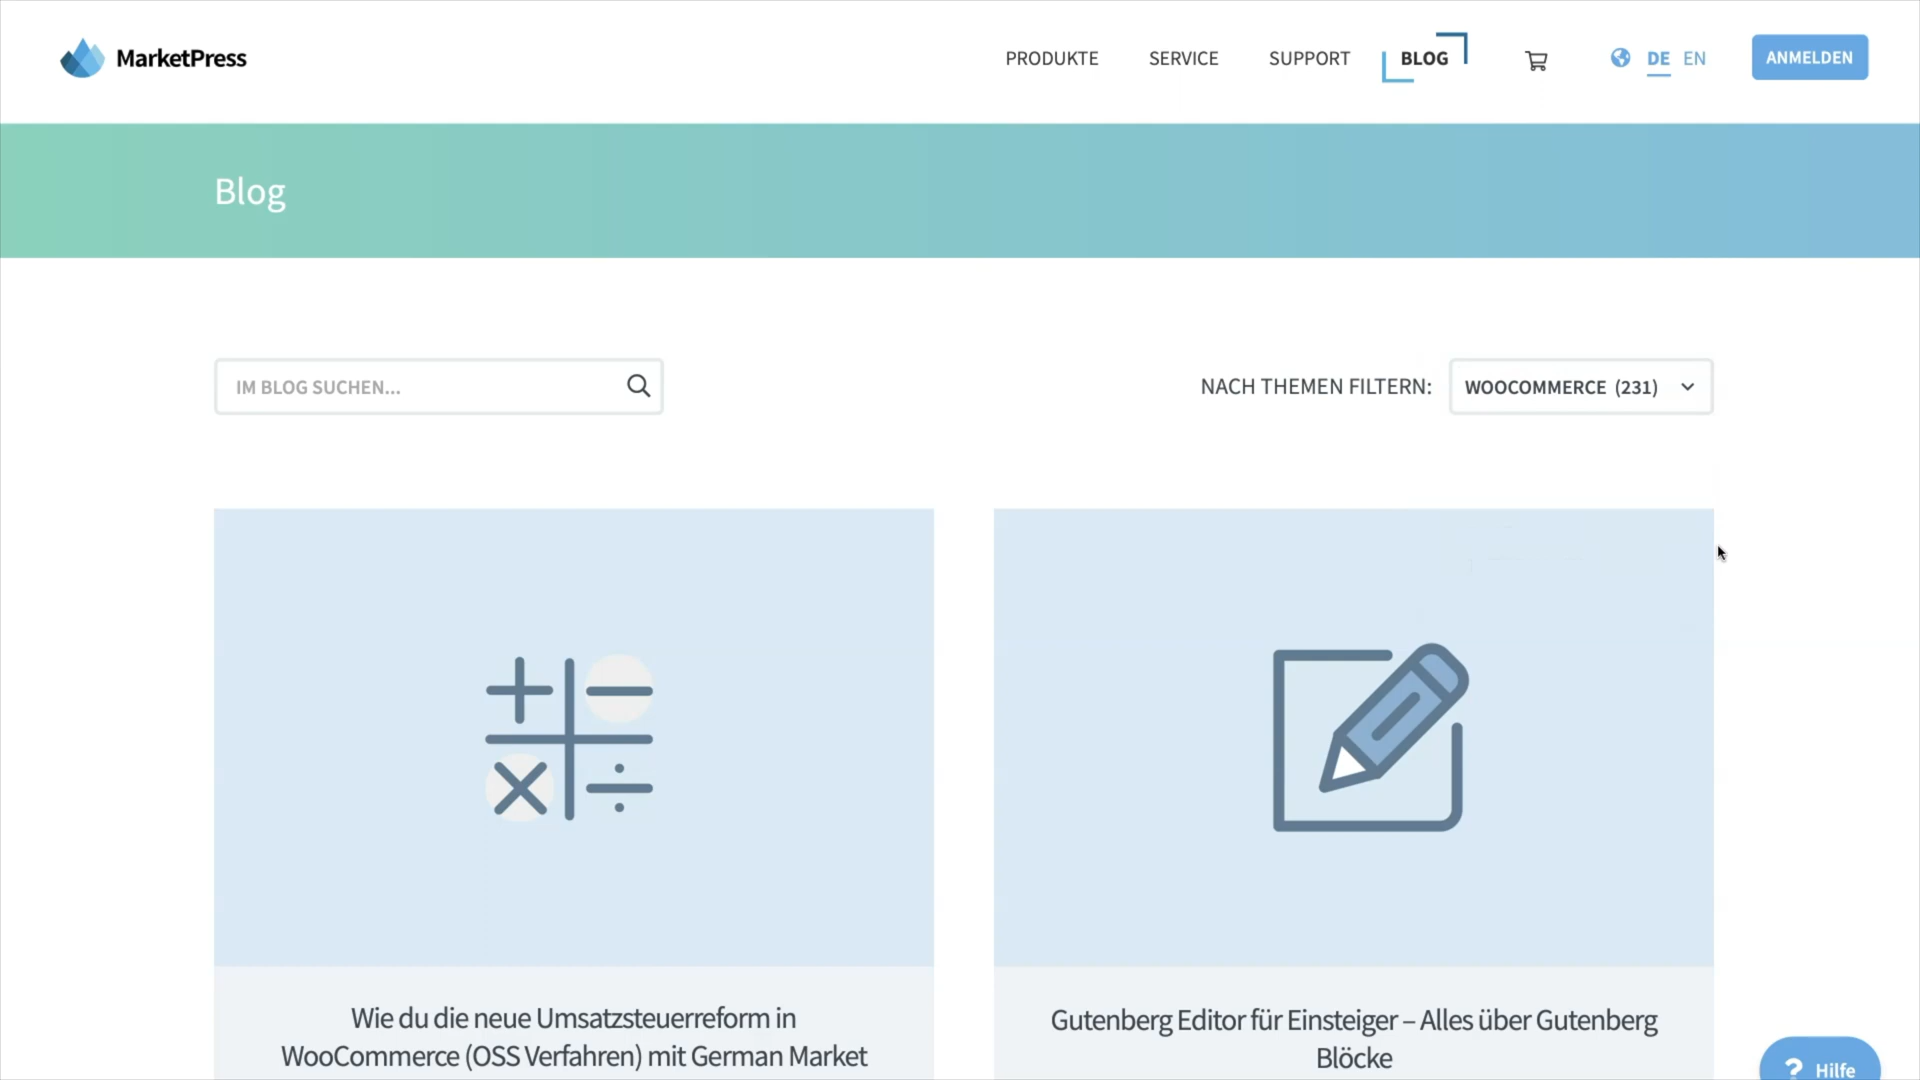 MarketPress
PRODUKTE SERVICE SUPPORT BLOG DE EN ANMELDEN
Blog
IM BLOG SUCHEN...
NACH THEMEN FILTERN: WOOCOMMERCE (231)
Wie du die neue Umsatzsteuerreform in
WooCommerce (OSS Verfahren) mit German Market
Gutenberg Editor für Einsteiger – Alles über Gutenberg
Blöcke
? Hilfe